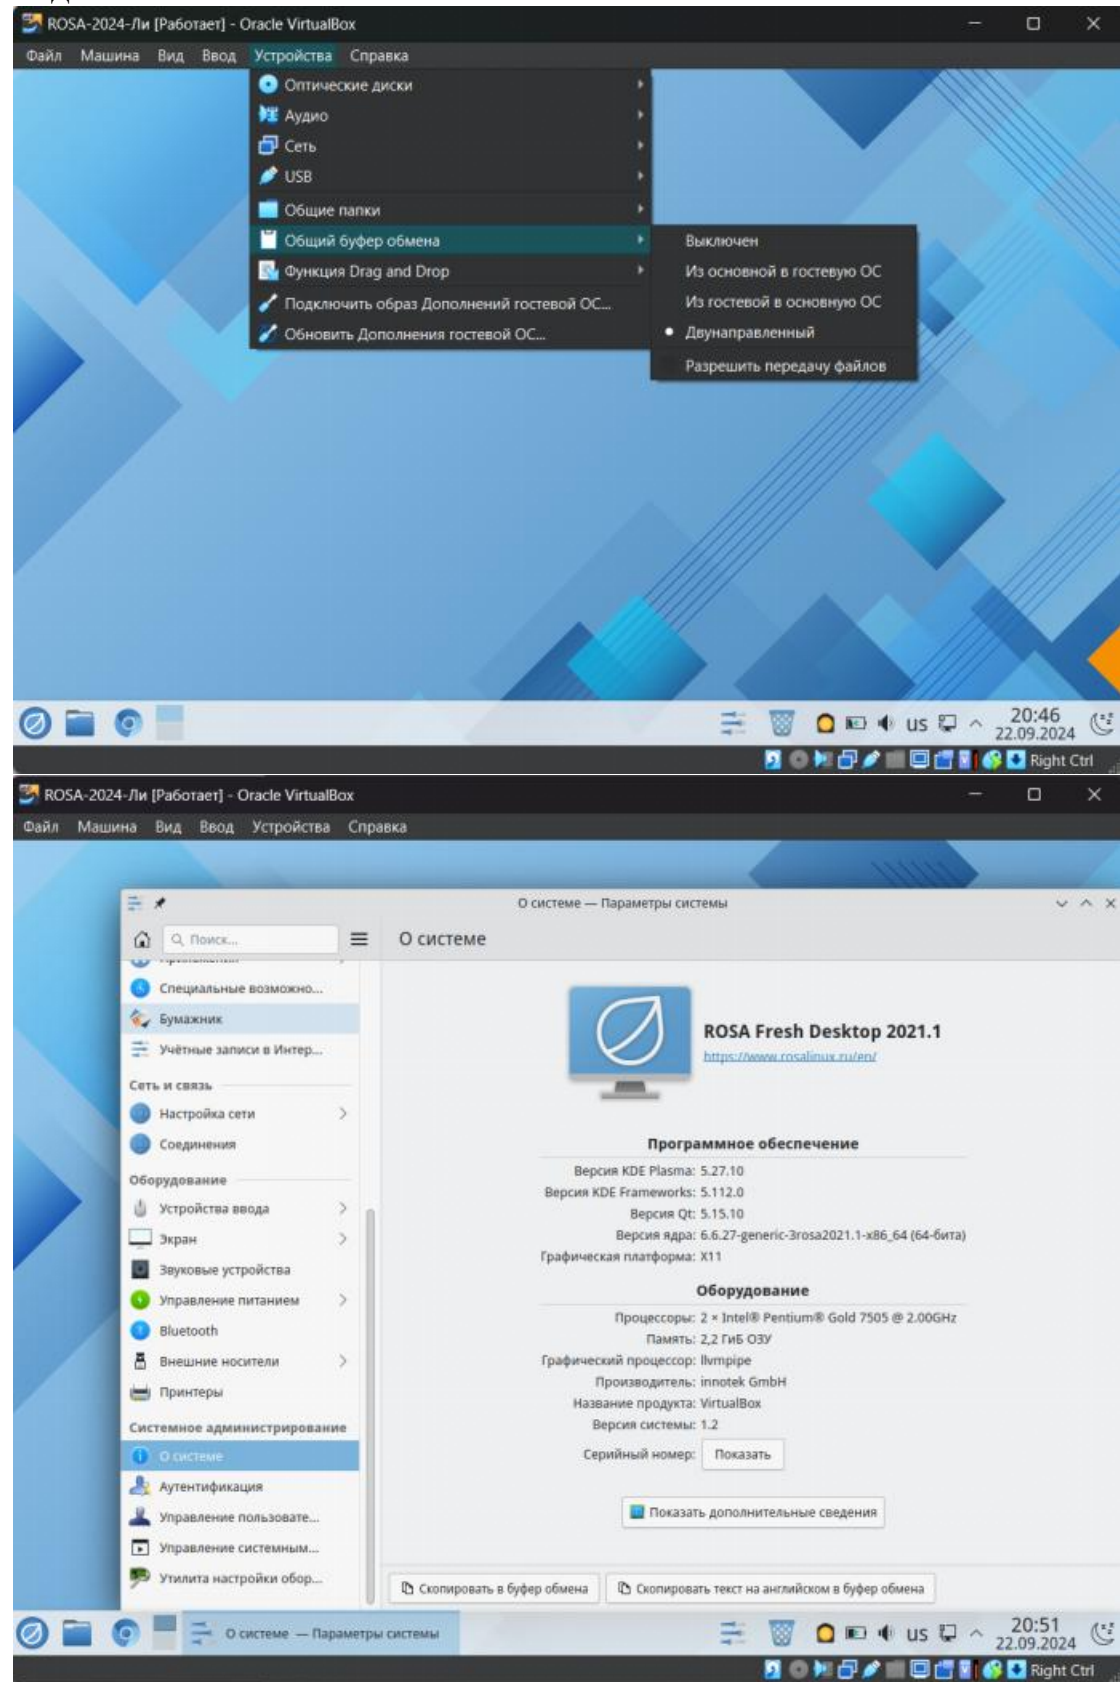 ROSA-2024-Ли [Работает] - Oracle VirtualBox
Файл Машина Вид Ввод Устройства Справка
Оптические диски
Аудио
Сеть
USB
Общие папки
Общий буфер обмена
Функция Drag and Drop
Подключить образ Дополнений гостевой ОС...
Обновить Дополнения гостевой ОС...
Выключен
Из основной в гостевую ОС
Из гостевой в основную ОС
Двунаправленный
Разрешить передачу файлов
us
20:46
22.09.2024
Right Ctrl
ROSA-2024-Ли [Работает] - Oracle VirtualBox
Файл Машина Вид Ввод Устройства Справка
О системе — Параметры системы
Поиск...
О системе
Специальные возможно...
Бумажник
Учётные записи в Интер...
Сеть и связь
Настройка сети
Соединения
Оборудование
Устройства ввода
Экран
Звуковые устройства
Управление питанием
Bluetooth
Внешние носители
Принтеры
Системное администрирование
О системе
Аутентификация
Управление пользовате...
Управление системным...
Утилита настройки обор...
ROSA Fresh Desktop 2021.1
https://www.rosalinux.ru/en/
Программное обеспечение
Версия KDE Plasma: 5.27.10
Версия KDE Frameworks: 5.112.0
Версия Qt: 5.15.10
Версия ядра: 6.6.27-generic-3rosa2021.1-x86_64 (64-бита)
Графическая платформа: X11
Оборудование
Процессоры: 2 × Intel® Pentium® Gold 7505 @ 2.00GHz
Память: 2,2 ГиБ ОЗУ
Графический процессор: llvmpipe
Производитель: innotek GmbH
Название продукта: VirtualBox
Версия системы: 1.2
Серийный номер: Показать
Показать дополнительные сведения
Скопировать в буфер обмена
Скопировать текст на английском в буфер обмена
О системе — Параметры системы
us
20:51
22.09.2024
Right Ctrl